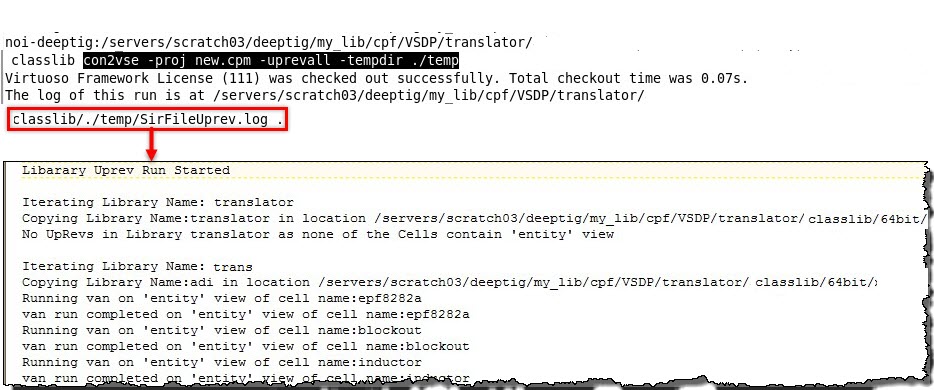 noi-deeptig:/servers/scratch03/deeptig/my_lib/cpf/VSDP/translator/
classlib con2vse -proj new.cpm -uprevall -tempdir ./temp
Virtuoso Framework License (111) was checked out successfully. Total checkout time was 0.07s.
The log of this run is at /servers/scratch03/deeptig/my_lib/cpf/VSDP/translator/
classlib/./temp/SirFileUprev.log .
Libarary Uprev Run Started
Iterating Library Name: translator
Copying Library Name:translator in location /servers/scratch03/deeptig/my_lib/cpf/VSDP/translator/ classlib/64bit/
No UpRevs in Library translator as none of the Cells contain 'entity' view
Iterating Library Name: trans
Copying Library Name:adi in location /servers/scratch03/deeptig/my_lib/cpf/VSDP/translator/ classlib/64bit/
Running van on 'entity' view of cell name:epf8282a
van run completed on 'entity' view of cell name:epf8282a
Running van on 'entity' view of cell name:blockout
van run completed on 'entity' view of cell name:blockout
Running van on 'entity' view of cell name:inductor
van run completed on 'entity' view of cell name:inductor